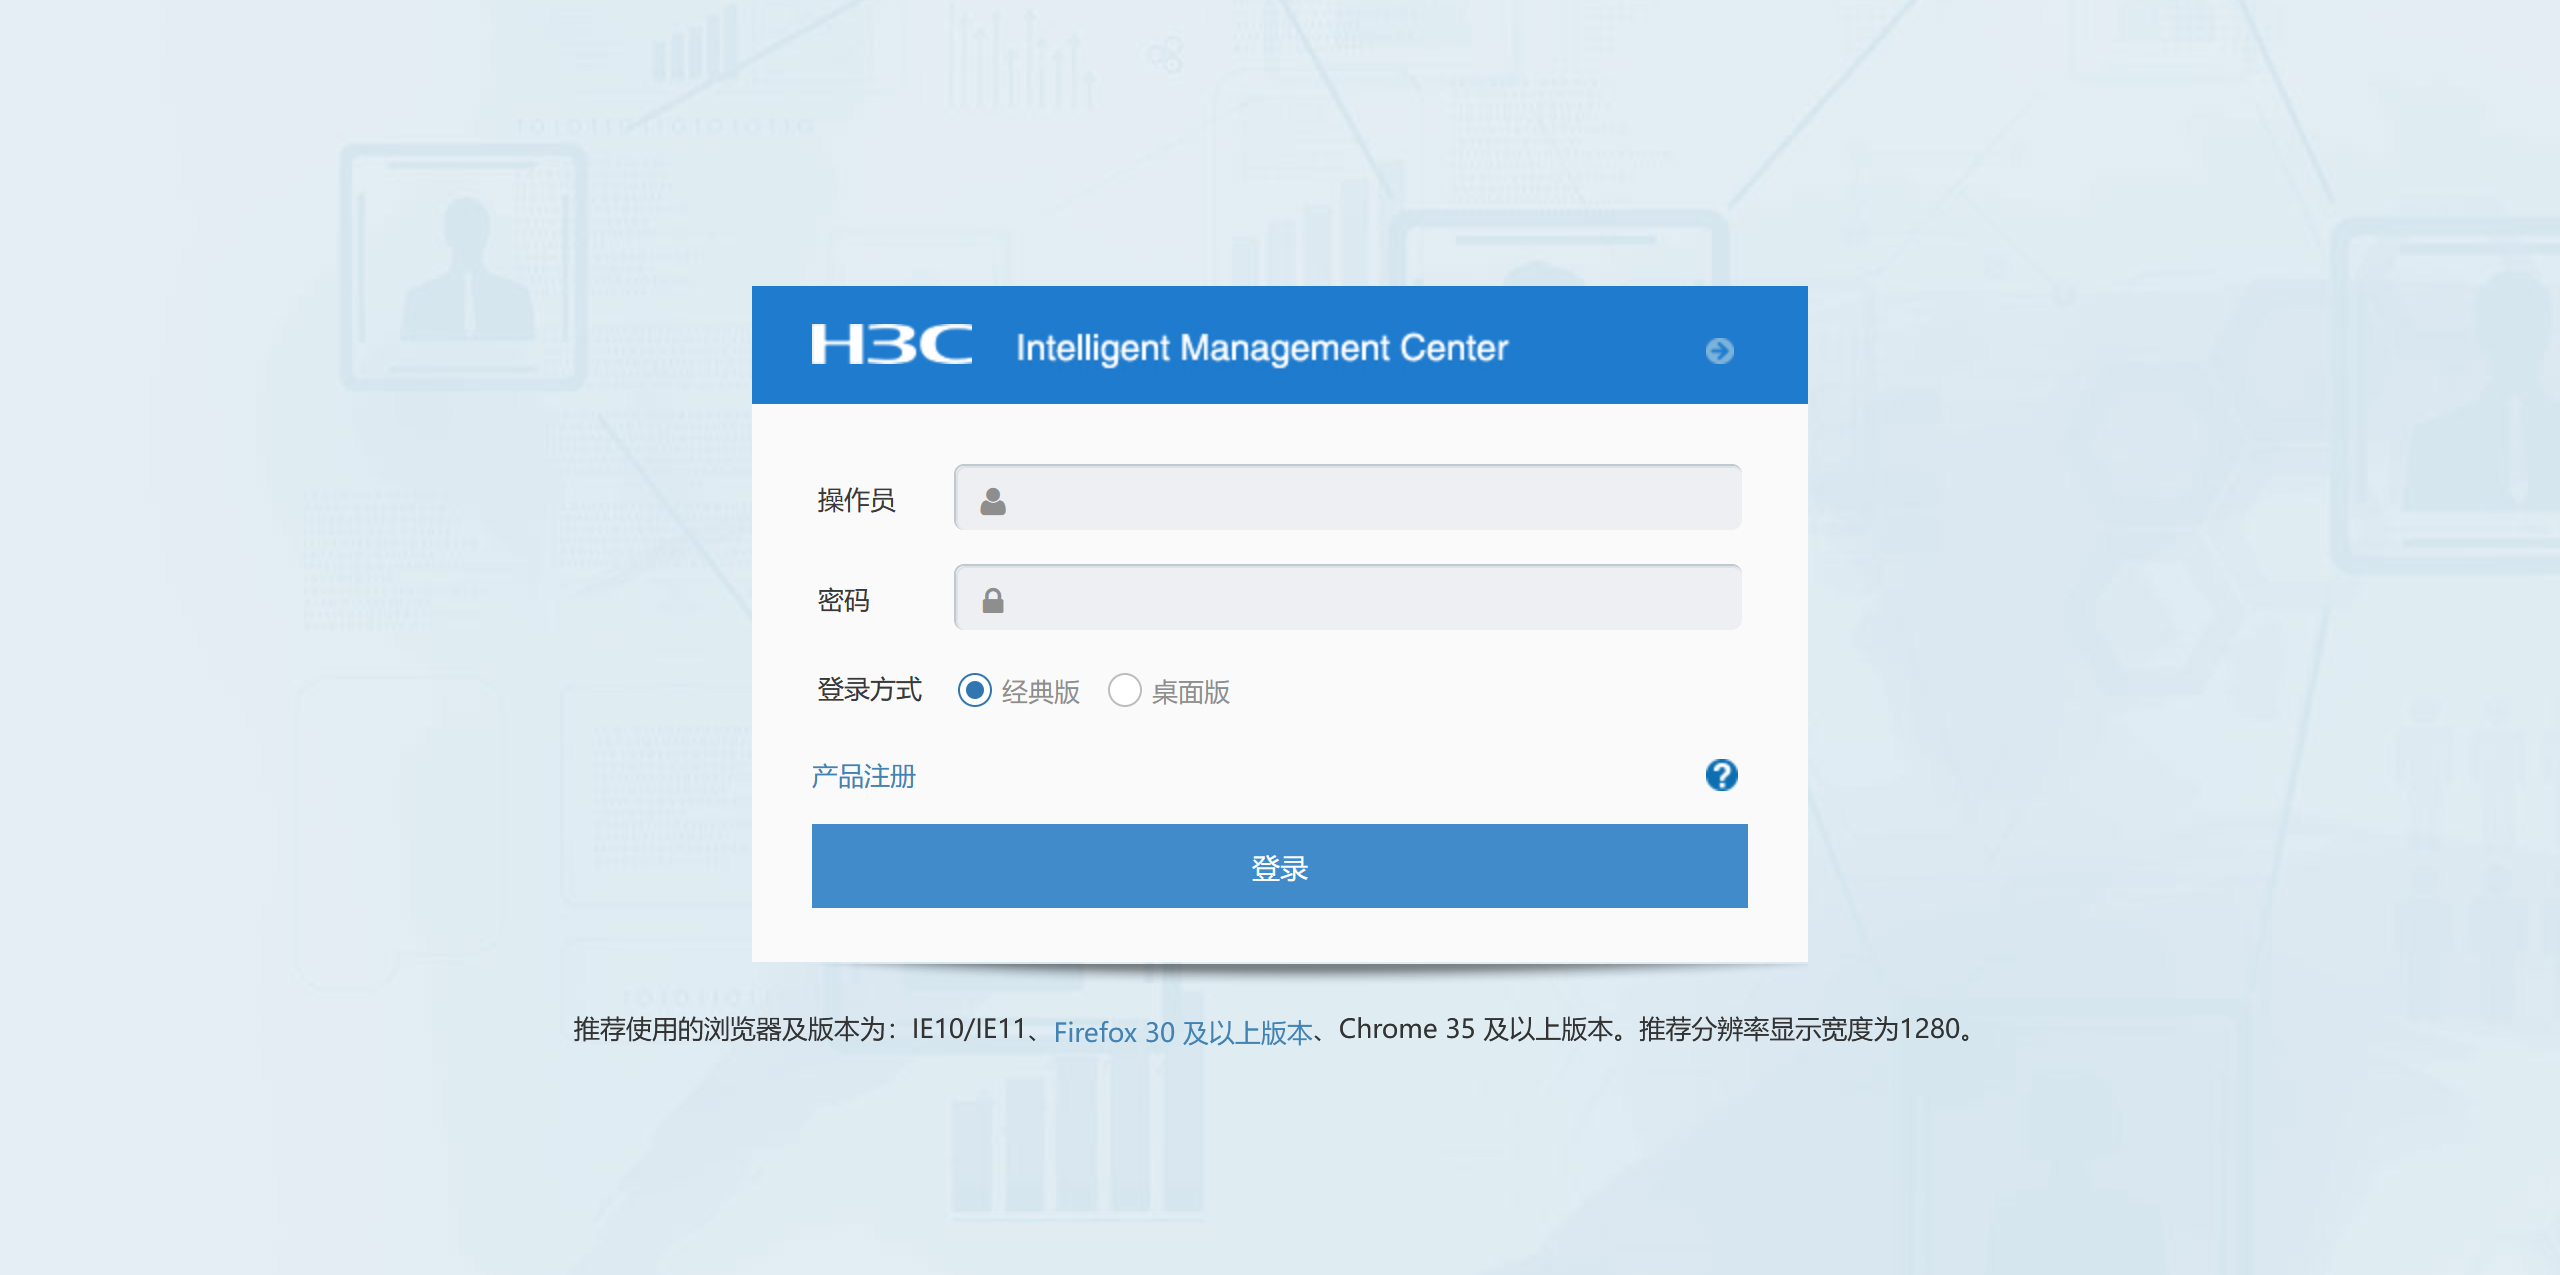 101011011010101010
H3C Intelligent Management Center
操作员
密码
登录方式 经典版 桌面版
产品注册
登录
推荐使用的浏览器及版本为：IE10/IE11、Firefox 30 及以上版本、Chrome 35 及以上版本。推荐分辨率显示宽度为1280。